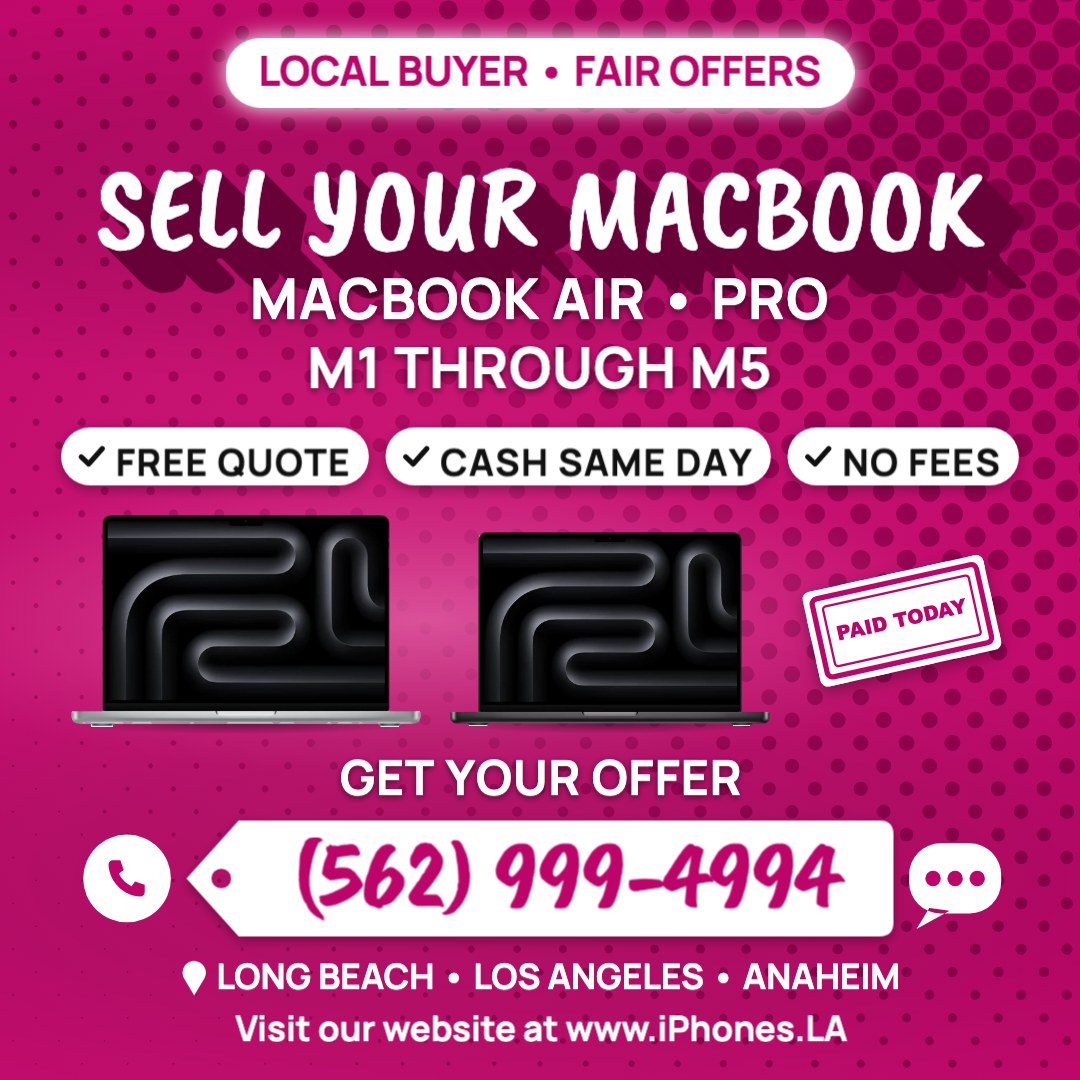 LOCAL BUYER • FAIR OFFERS
SELL YOUR MACBOOK
MACBOOK AIR • PRO
M1 THROUGH M5
✓ FREE QUOTE ✓ CASH SAME DAY ✓ NO FEES
PAID TODAY
GET YOUR OFFER
(562) 999-4994
LONG BEACH • LOS ANGELES • ANAHEIM
Visit our website at www.iPhones.LA